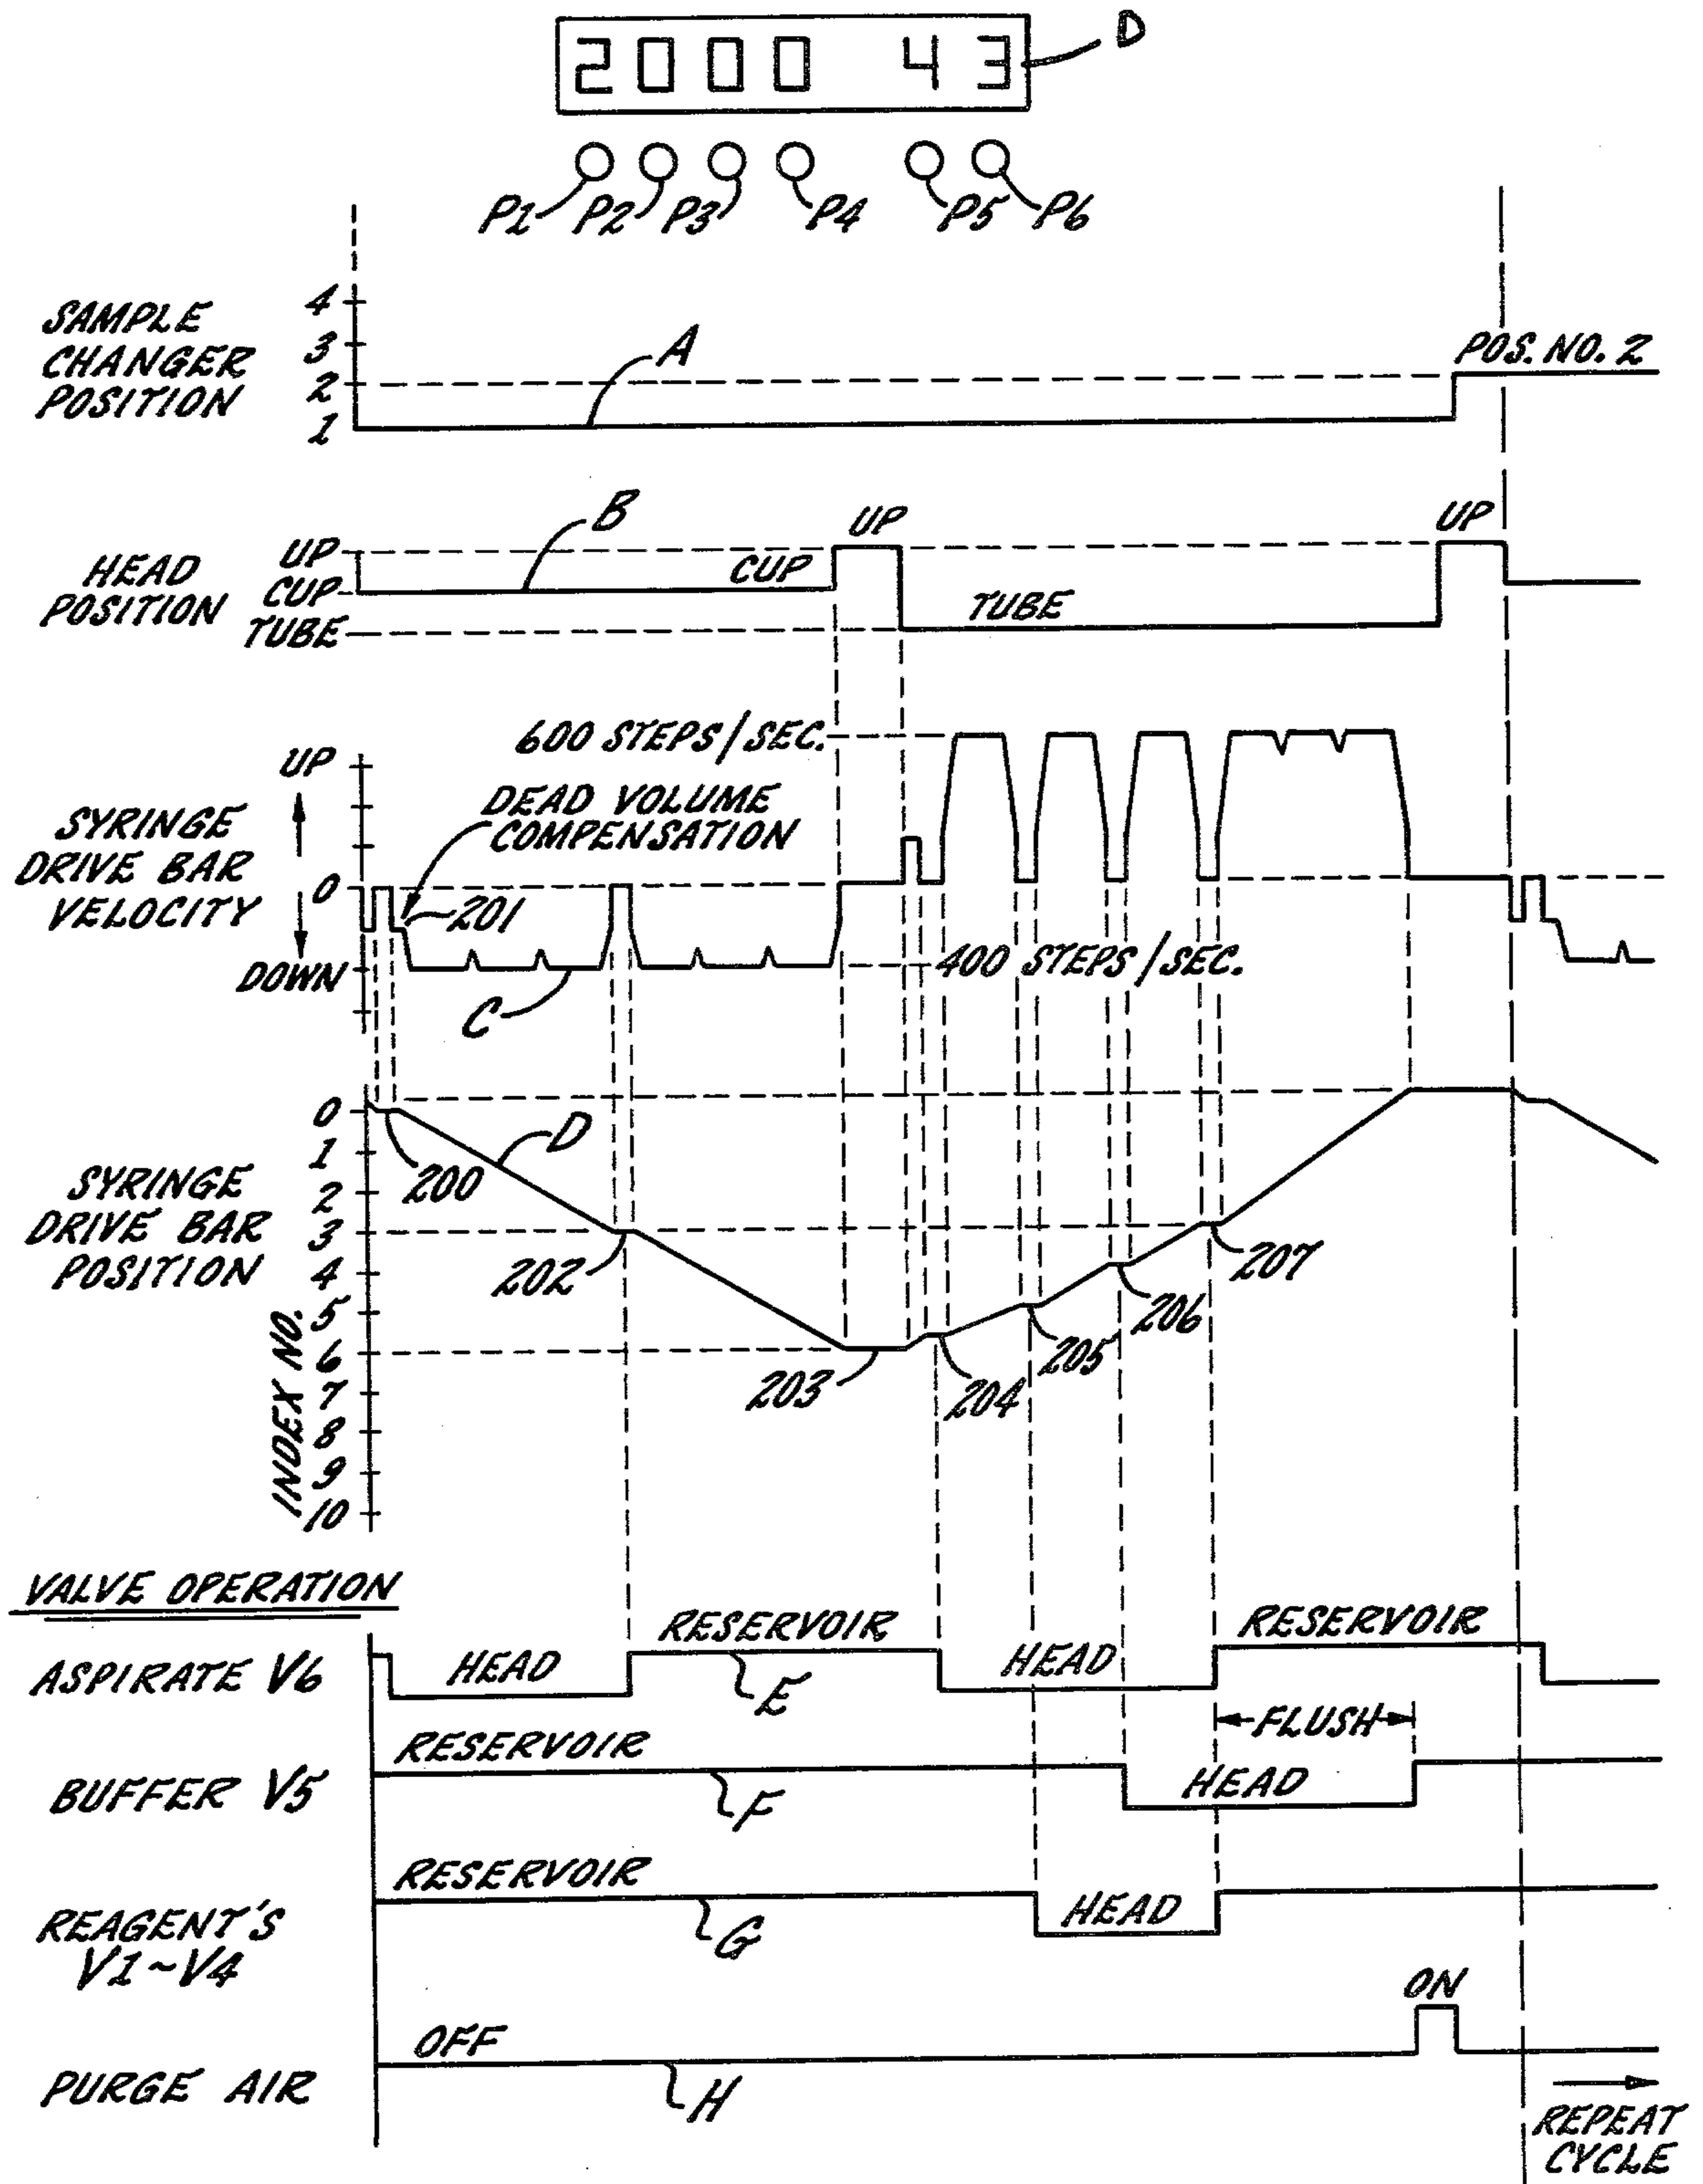 2000 43
D
P1 P2 P3 P4 P5 P6
SAMPLE
CHANGER
POSITION
4
3
2
1
A
POS. NO. 2
HEAD
POSITION
UP
CUP
TUBE
B
CUP
UP
TUBE
UP
SYRINGE
DRIVE BAR
VELOCITY
UP
0
DOWN
600 STEPS/SEC.
DEAD VOLUME
COMPENSATION
201
C
400 STEPS/SEC.
SYRINGE
DRIVE BAR
POSITION
INDEX NO.
0
1
2
3
4
5
6
7
8
9
10
D
200
202
203
204
205
206
207
VALVE OPERATION
ASPIRATE V6
HEAD
RESERVOIR
E
HEAD
RESERVOIR
FLUSH
BUFFER V5
RESERVOIR
F
HEAD
REAGENT'S
V1~V4
RESERVOIR
G
HEAD
PURGE AIR
OFF
H
ON
REPEAT
CYCLE